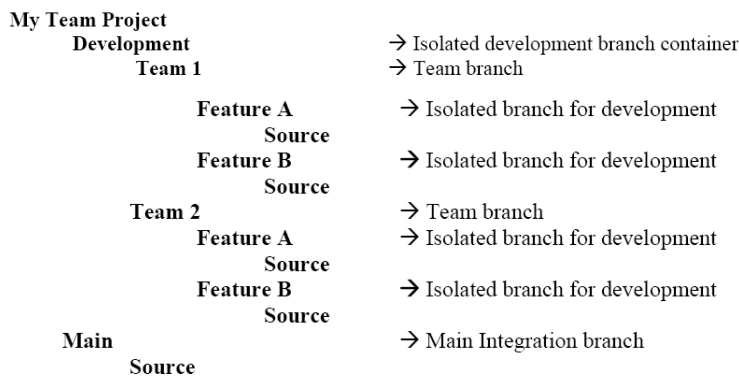 My Team Project
Development → Isolated development branch container
Team 1 → Team branch
Feature A → Isolated branch for development
Source
Feature B → Isolated branch for development
Source
Team 2 → Team branch
Feature A → Isolated branch for development
Source
Feature B → Isolated branch for development
Source
Main → Main Integration branch
Source